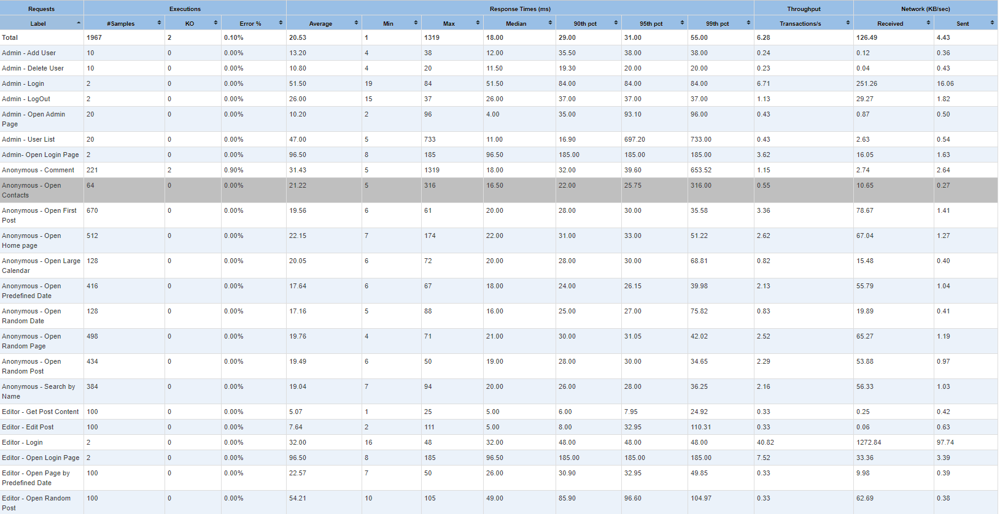 Requests Executions Response Times (ms) Throughput Network (KB/sec)
Label #Samples KO Error % Average Min Max Median 90th pct 95th pct 99th pct Transactions/s Received Sent
Total 1967 2 0.10% 20.53 1 1319 18.00 29.00 31.00 55.00 6.28 126.49 4.43
Admin - Add User 10 0 0.00% 13.20 4 38 12.00 35.50 38.00 38.00 0.24 0.12 0.36
Admin - Delete User 10 0 0.00% 10.80 4 20 11.50 19.30 20.00 20.00 0.23 0.04 0.43
Admin - Login 2 0 0.00% 51.50 19 84 51.50 84.00 84.00 84.00 6.71 251.26 16.06
Admin - LogOut 2 0 0.00% 26.00 15 37 26.00 37.00 37.00 37.00 1.13 29.27 1.82
Admin - Open Admin 20 0 0.00% 10.20 2 96 4.00 35.00 93.10 96.00 0.43 0.87 0.50
Page
Admin - User List 20 0 0.00% 47.00 5 733 11.00 16.90 697.20 733.00 0.43 2.63 0.54
Admin- Open Login Page 2 0 0.00% 96.50 8 185 96.50 185.00 185.00 185.00 3.62 16.05 1.63
Anonymous - Comment 221 2 0.90% 31.43 5 1319 18.00 32.00 39.60 653.52 1.15 2.74 2.64
Anonymous - Open 64 0 0.00% 21.22 5 316 16.50 22.00 25.75 316.00 0.55 10.65 0.27
Contacts
Anonymous - Open First 670 0 0.00% 19.56 6 61 20.00 28.00 30.00 35.58 3.36 78.67 1.41
Post
Anonymous - Open 512 0 0.00% 22.15 7 174 22.00 31.00 33.00 51.22 2.62 67.04 1.27
Home page
Anonymous - Open Large 128 0 0.00% 20.05 6 72 20.00 28.00 30.00 68.81 0.82 15.48 0.40
Calendar
Anonymous - Open 416 0 0.00% 17.64 6 67 18.00 24.00 26.15 39.98 2.13 55.79 1.04
Predefined Date
Anonymous - Open 128 0 0.00% 17.16 5 88 16.00 25.00 27.00 75.82 0.83 19.89 0.41
Random Date
Anonymous - Open 498 0 0.00% 19.76 4 71 21.00 30.00 31.05 42.02 2.52 65.27 1.19
Random Page
Anonymous - Open 434 0 0.00% 19.49 6 50 19.00 28.00 30.00 34.65 2.29 53.88 0.97
Random Post
Anonymous - Search by 384 0 0.00% 19.04 7 94 20.00 26.00 28.00 36.25 2.16 56.33 1.03
Name
Editor - Get Post Content 100 0 0.00% 5.07 1 25 5.00 6.00 7.95 24.92 0.33 0.25 0.42
Editor - Edit Post 100 0 0.00% 7.64 2 111 5.00 8.00 32.95 110.31 0.33 0.06 0.63
Editor - Login 2 0 0.00% 32.00 16 48 32.00 48.00 48.00 48.00 40.82 1272.84 97.74
Editor - Open Login Page 2 0 0.00% 96.50 8 185 96.50 185.00 185.00 185.00 7.52 33.36 3.39
Editor - Open Page by 100 0 0.00% 22.57 7 50 26.00 30.90 32.95 49.85 0.33 9.98 0.39
Predefined Date
Editor - Open Random 100 0 0.00% 54.21 10 105 49.00 85.90 96.60 104.97 0.33 62.69 0.38
Post